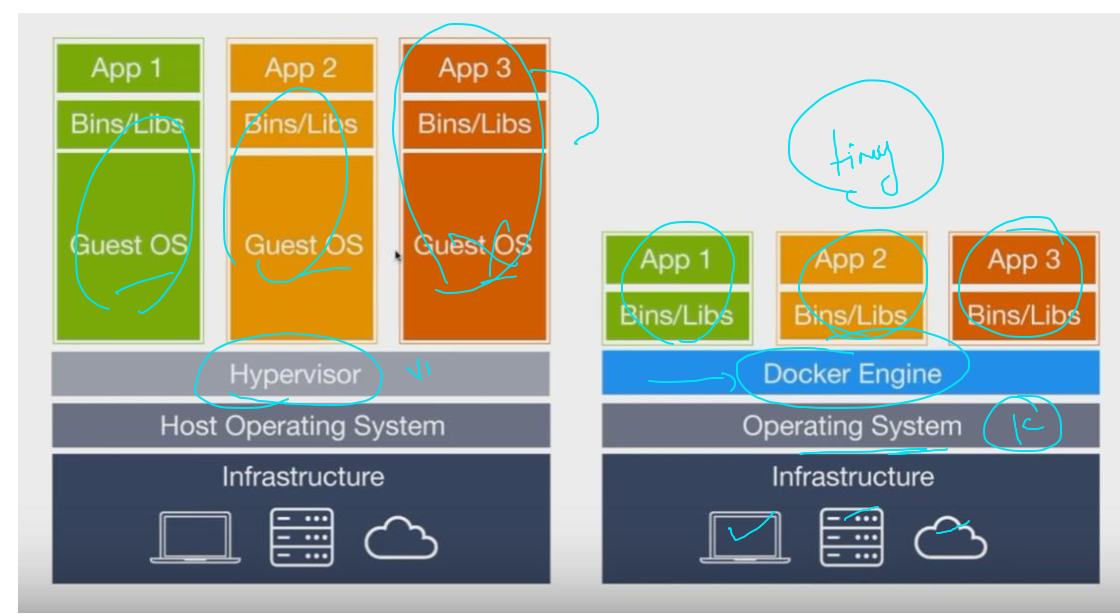 App 1
App 2
App 3
Bins/Libs
Bins/Libs
Bins/Libs
Guest OS
Guest OS
Guest OS
Hypervisor
Host Operating System
Infrastructure
tiny
App 1
App 2
App 3
Bins/Libs
Bins/Libs
Bins/Libs
Docker Engine
Operating System
Infrastructure